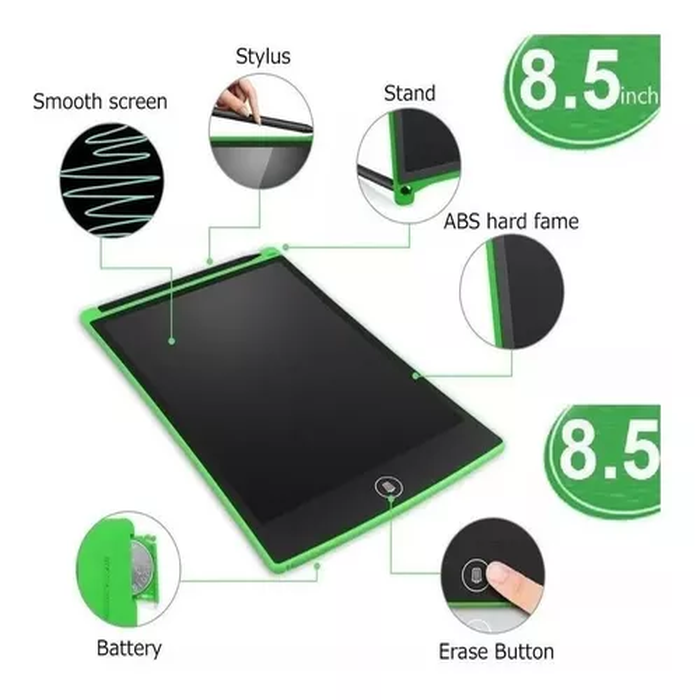 Stylus
8.5inch
Smooth screen
Stand
ABS hard fame
8.5
Battery
Erase Button